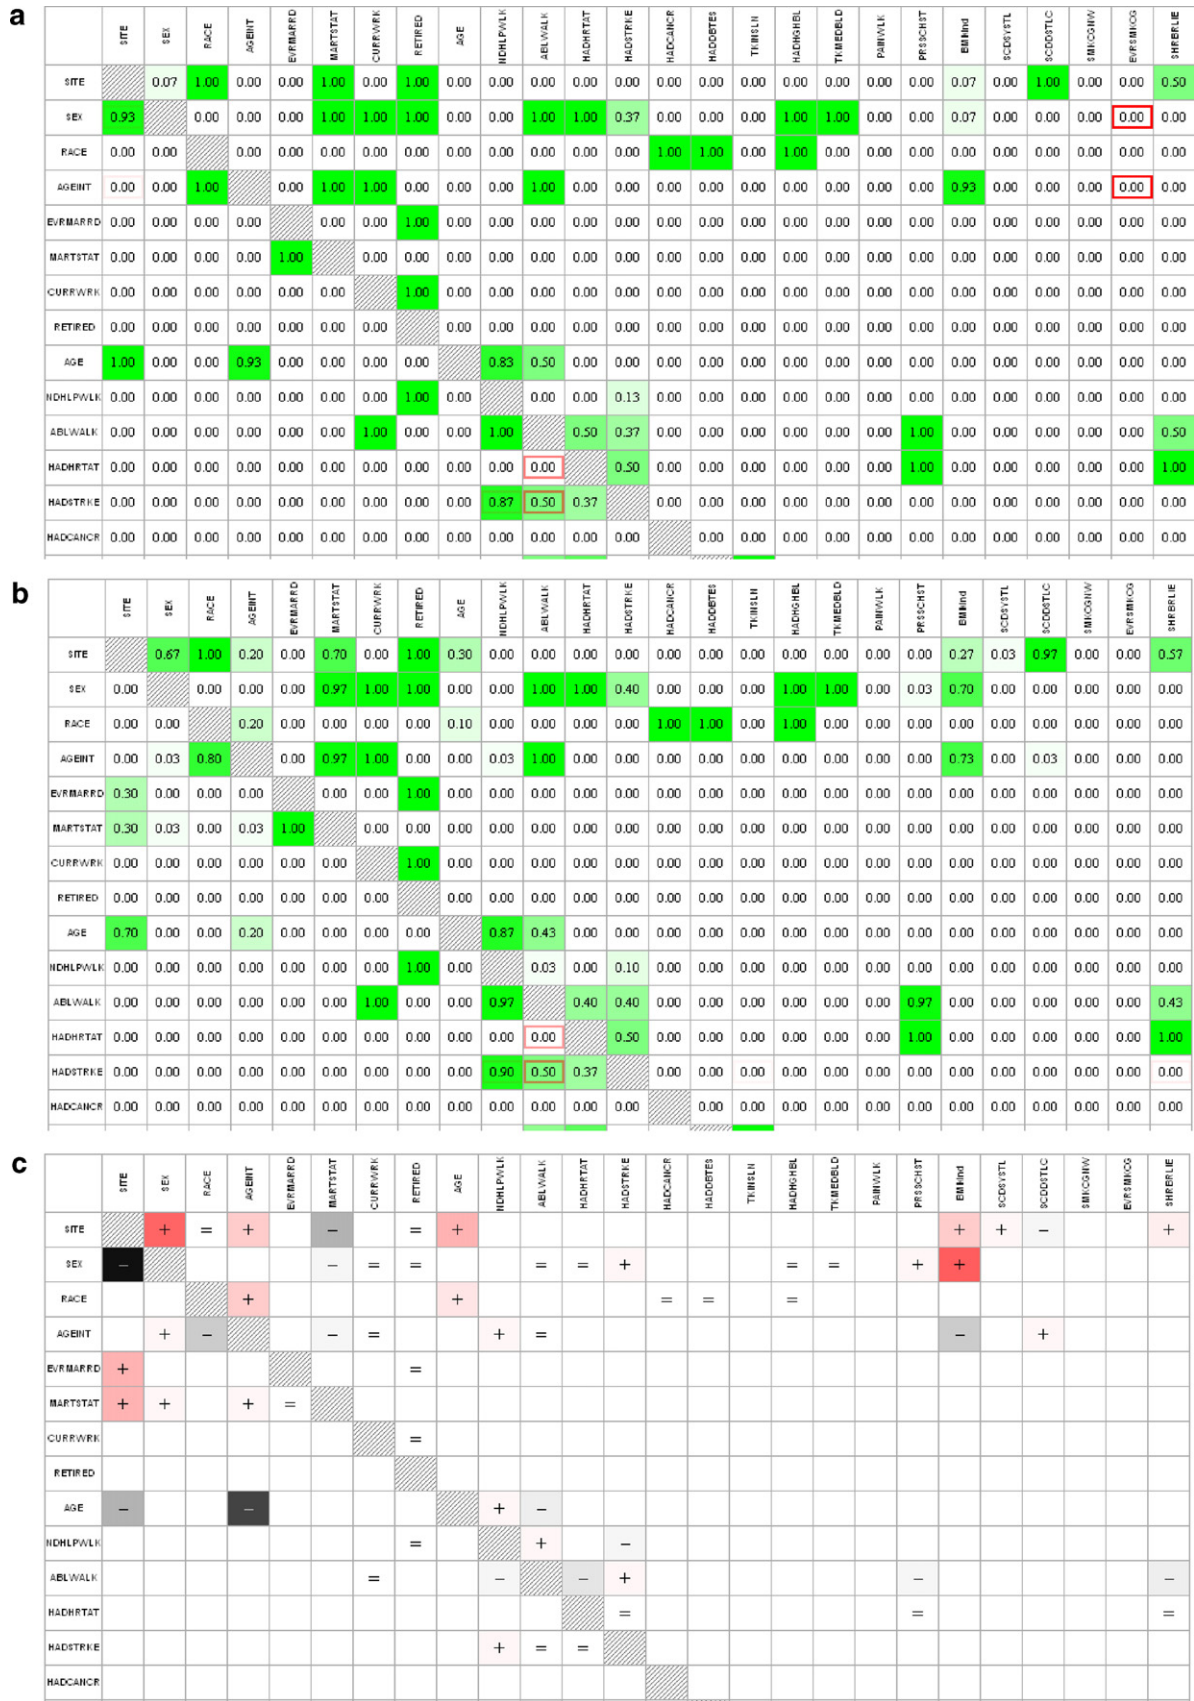 a
SITE SEX RACE AGEINT EVRMARRD MARTSTAT CURRWRK RETIRED AGE NDHLPWLK ABLWALK HADHRTAT HADSTRKE HADCANCR HADDBTES TKINSLN HADHGHBL TKMEDBLD PAINWLK PRSSCHST BMIkind SCDSYSTL SCDDSTLC SMKCGNW EVRSMKCG SHRBRLIE
SITE 0.07 1.00 0.00 0.00 1.00 0.00 1.00 0.00 0.00 0.00 0.00 0.00 0.00 0.00 0.00 0.00 0.00 0.00 0.00 0.07 0.00 1.00 0.00 0.00 0.50
SEX 0.93 0.00 0.00 0.00 1.00 1.00 1.00 0.00 0.00 1.00 1.00 0.37 0.00 0.00 0.00 1.00 1.00 0.00 0.00 0.07 0.00 0.00 0.00 0.00 0.00
RACE 0.00 0.00 0.00 0.00 0.00 0.00 0.00 0.00 0.00 0.00 0.00 0.00 1.00 1.00 0.00 1.00 0.00 0.00 0.00 0.00 0.00 0.00 0.00 0.00 0.00
AGEINT 0.00 0.00 1.00 0.00 1.00 1.00 0.00 0.00 0.00 1.00 0.00 0.00 0.00 0.00 0.00 0.00 0.00 0.00 0.00 0.93 0.00 0.00 0.00 0.00 0.00
EVRMARRD 0.00 0.00 0.00 0.00 0.00 0.00 1.00 0.00 0.00 0.00 0.00 0.00 0.00 0.00 0.00 0.00 0.00 0.00 0.00 0.00 0.00 0.00 0.00 0.00 0.00
MARTSTAT 0.00 0.00 0.00 0.00 1.00 0.00 0.00 0.00 0.00 0.00 0.00 0.00 0.00 0.00 0.00 0.00 0.00 0.00 0.00 0.00 0.00 0.00 0.00 0.00 0.00
CURRWRK 0.00 0.00 0.00 0.00 0.00 0.00 1.00 0.00 0.00 0.00 0.00 0.00 0.00 0.00 0.00 0.00 0.00 0.00 0.00 0.00 0.00 0.00 0.00 0.00 0.00
RETIRED 0.00 0.00 0.00 0.00 0.00 0.00 0.00 0.00 0.00 0.00 0.00 0.00 0.00 0.00 0.00 0.00 0.00 0.00 0.00 0.00 0.00 0.00 0.00 0.00 0.00
AGE 1.00 0.00 0.00 0.93 0.00 0.00 0.00 0.00 0.83 0.50 0.00 0.00 0.00 0.00 0.00 0.00 0.00 0.00 0.00 0.00 0.00 0.00 0.00 0.00 0.00
NDHLPWLK 0.00 0.00 0.00 0.00 0.00 0.00 0.00 1.00 0.00 0.00 0.00 0.13 0.00 0.00 0.00 0.00 0.00 0.00 0.00 0.00 0.00 0.00 0.00 0.00 0.00
ABLWALK 0.00 0.00 0.00 0.00 0.00 0.00 1.00 0.00 0.00 1.00 0.50 0.37 0.00 0.00 0.00 0.00 0.00 0.00 1.00 0.00 0.00 0.00 0.00 0.00 0.50
HADHRTAT 0.00 0.00 0.00 0.00 0.00 0.00 0.00 0.00 0.00 0.00 0.00 0.50 0.00 0.00 0.00 0.00 0.00 0.00 1.00 0.00 0.00 0.00 0.00 0.00 1.00
HADSTRKE 0.00 0.00 0.00 0.00 0.00 0.00 0.00 0.00 0.00 0.87 0.50 0.37 0.00 0.00 0.00 0.00 0.00 0.00 0.00 0.00 0.00 0.00 0.00 0.00 0.00
HADCANCR 0.00 0.00 0.00 0.00 0.00 0.00 0.00 0.00 0.00 0.00 0.00 0.00 0.00 0.00 0.00 0.00 0.00 0.00 0.00 0.00 0.00 0.00 0.00 0.00 0.00
b
SITE SEX RACE AGEINT EVRMARRD MARTSTAT CURRWRK RETIRED AGE NDHLPWLK ABLWALK HADHRTAT HADSTRKE HADCANCR HADDBTES TKINSLN HADHGHBL TKMEDBLD PAINWLK PRSSCHST BMIkind SCDSYSTL SCDDSTLC SMKCGNW EVRSMKCG SHRBRLIE
SITE 0.67 1.00 0.20 0.00 0.70 0.00 1.00 0.30 0.00 0.00 0.00 0.00 0.00 0.00 0.00 0.00 0.00 0.00 0.00 0.27 0.03 0.97 0.00 0.00 0.57
SEX 0.00 0.00 0.00 0.00 0.97 1.00 1.00 0.00 0.00 1.00 1.00 0.40 0.00 0.00 0.00 1.00 1.00 0.00 0.03 0.70 0.00 0.00 0.00 0.00 0.00
RACE 0.00 0.00 0.20 0.00 0.00 0.00 0.00 0.10 0.00 0.00 0.00 0.00 1.00 1.00 0.00 1.00 0.00 0.00 0.00 0.00 0.00 0.00 0.00 0.00 0.00
AGEINT 0.00 0.03 0.80 0.00 0.97 1.00 0.00 0.00 0.03 1.00 0.00 0.00 0.00 0.00 0.00 0.00 0.00 0.00 0.00 0.73 0.00 0.03 0.00 0.00 0.00
EVRMARRD 0.30 0.00 0.00 0.00 0.00 0.00 1.00 0.00 0.00 0.00 0.00 0.00 0.00 0.00 0.00 0.00 0.00 0.00 0.00 0.00 0.00 0.00 0.00 0.00 0.00
MARTSTAT 0.30 0.03 0.00 0.03 1.00 0.00 0.00 0.00 0.00 0.00 0.00 0.00 0.00 0.00 0.00 0.00 0.00 0.00 0.00 0.00 0.00 0.00 0.00 0.00 0.00
CURRWRK 0.00 0.00 0.00 0.00 0.00 0.00 1.00 0.00 0.00 0.00 0.00 0.00 0.00 0.00 0.00 0.00 0.00 0.00 0.00 0.00 0.00 0.00 0.00 0.00 0.00
RETIRED 0.00 0.00 0.00 0.00 0.00 0.00 0.00 0.00 0.00 0.00 0.00 0.00 0.00 0.00 0.00 0.00 0.00 0.00 0.00 0.00 0.00 0.00 0.00 0.00 0.00
AGE 0.70 0.00 0.00 0.20 0.00 0.00 0.00 0.00 0.87 0.43 0.00 0.00 0.00 0.00 0.00 0.00 0.00 0.00 0.00 0.00 0.00 0.00 0.00 0.00 0.00
NDHLPWLK 0.00 0.00 0.00 0.00 0.00 0.00 0.00 1.00 0.00 0.03 0.00 0.10 0.00 0.00 0.00 0.00 0.00 0.00 0.00 0.00 0.00 0.00 0.00 0.00 0.00
ABLWALK 0.00 0.00 0.00 0.00 0.00 0.00 1.00 0.00 0.00 0.97 0.40 0.40 0.00 0.00 0.00 0.00 0.00 0.00 0.97 0.00 0.00 0.00 0.00 0.00 0.43
HADHRTAT 0.00 0.00 0.00 0.00 0.00 0.00 0.00 0.00 0.00 0.00 0.00 0.50 0.00 0.00 0.00 0.00 0.00 0.00 1.00 0.00 0.00 0.00 0.00 0.00 1.00
HADSTRKE 0.00 0.00 0.00 0.00 0.00 0.00 0.00 0.00 0.00 0.90 0.50 0.37 0.00 0.00 0.00 0.00 0.00 0.00 0.00 0.00 0.00 0.00 0.00 0.00 0.00
HADCANCR 0.00 0.00 0.00 0.00 0.00 0.00 0.00 0.00 0.00 0.00 0.00 0.00 0.00 0.00 0.00 0.00 0.00 0.00 0.00 0.00 0.00 0.00 0.00 0.00 0.00
c
SITE SEX RACE AGEINT EVRMARRD MARTSTAT CURRWRK RETIRED AGE NDHLPWLK ABLWALK HADHRTAT HADSTRKE HADCANCR HADDBTES TKINSLN HADHGHBL TKMEDBLD PAINWLK PRSSCHST BMIkind SCDSYSTL SCDDSTLC SMKCGNW EVRSMKCG SHRBRLIE
SITE + = + − = + + + − +
SEX − − = = = = + = = + +
RACE + + = = =
AGEINT + − − = + = − +
EVRMARRD + =
MARTSTAT + + + =
CURRWRK =
RETIRED
AGE − − + −
NDHLPWLK = + −
ABLWALK = − − + − −
HADHRTAT = = =
HADSTRKE + = =
HADCANCR